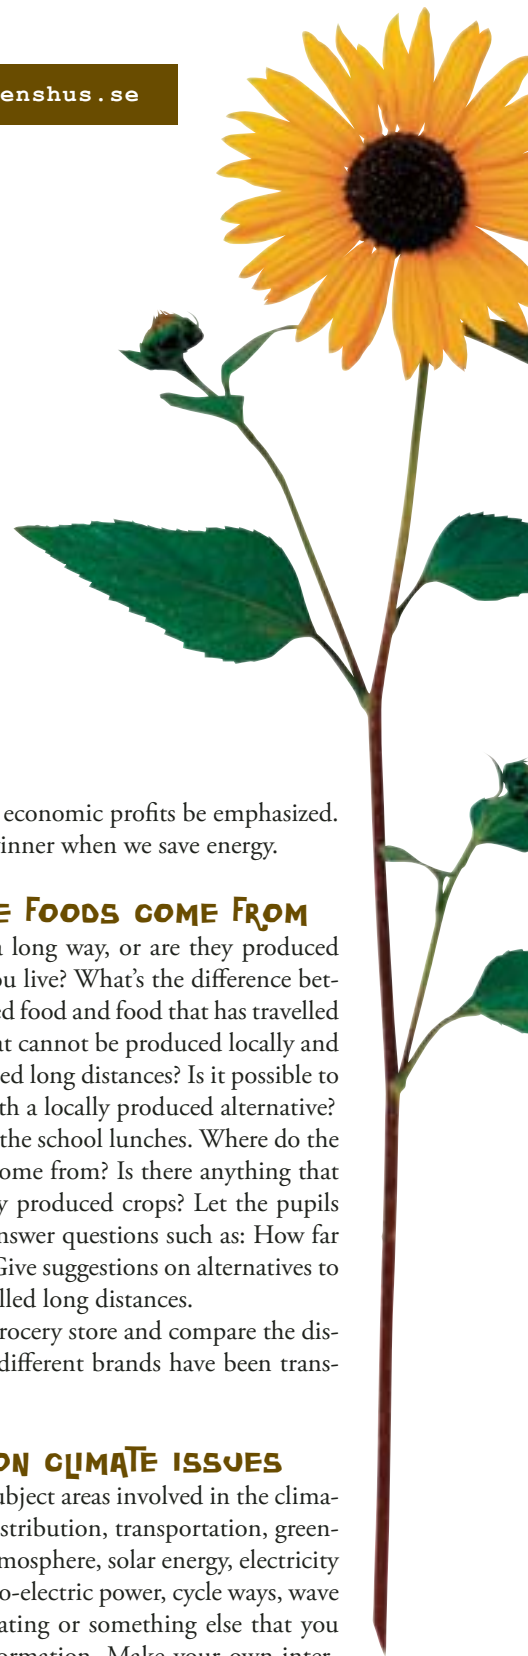 enshus.se
economic profits be emphasized.
inner when we save energy.
E FOODS COME FROM
a long way, or are they produced
ou live? What's the difference bet-
ed food and food that has travelled
at cannot be produced locally and
ed long distances? Is it possible to
th a locally produced alternative?
the school lunches. Where do the
ome from? Is there anything that
y produced crops? Let the pupils
nswer questions such as: How far
Give suggestions on alternatives to
lled long distances.
rocery store and compare the dis-
different brands have been trans-
ON CLIMATE ISSUES
ubject areas involved in the clima-
stribution, transportation, green-
mosphere, solar energy, electricity
o-electric power, cycle ways, wave
ating or something else that you
ormation. Make your own inter-